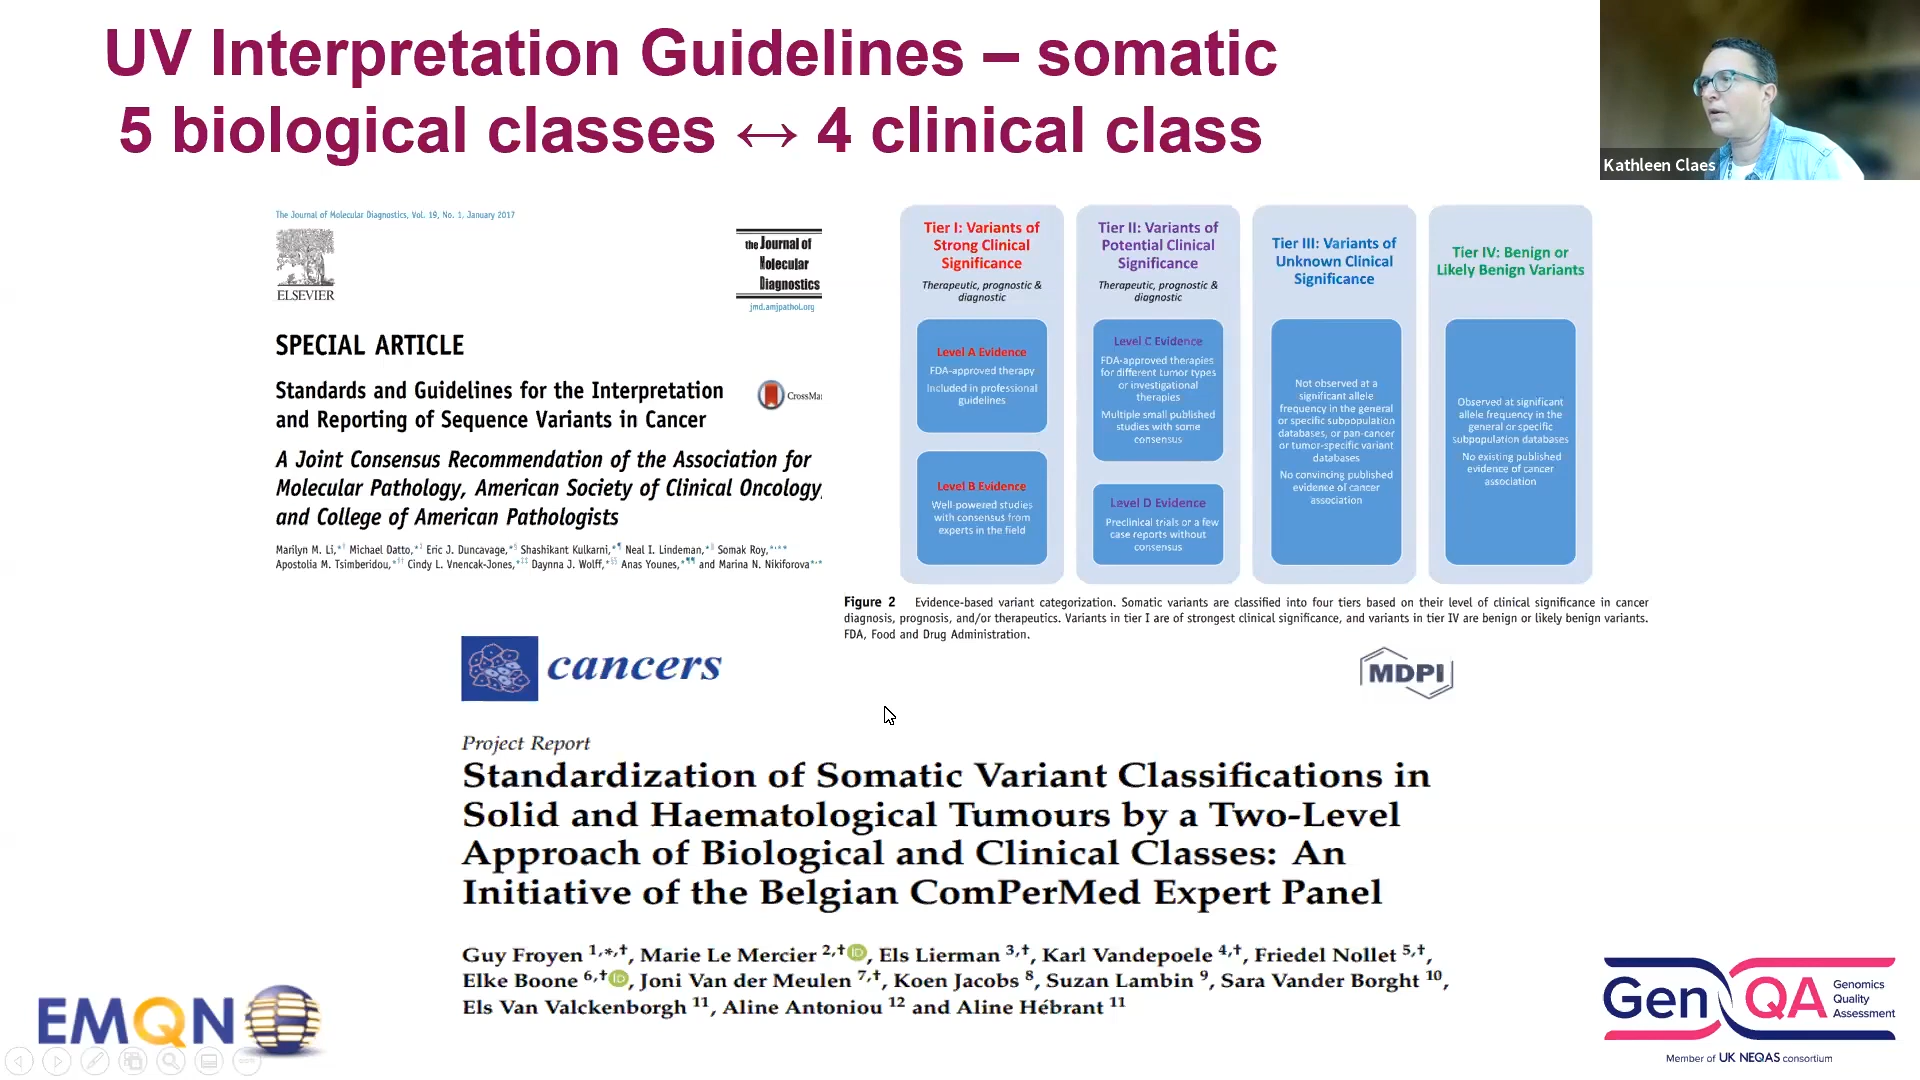 UV Interpretation Guidelines – somatic
5 biological classes ↔ 4 clinical class
Kathleen Claes
The Journal of Molecular Diagnostics, Vol. 19, No. 1, January 2017
ELSEVIER
the Journal of
Molecular
Diagnostics
jmd.amjpathol.org
SPECIAL ARTICLE
Standards and Guidelines for the Interpretation
and Reporting of Sequence Variants in Cancer
CrossMa
A Joint Consensus Recommendation of the Association for
Molecular Pathology, American Society of Clinical Oncology,
and College of American Pathologists
Marilyn M. Li, Michael Datto, Eric J. Duncavage, Shashikant Kulkarni, Neal I. Lindeman, Somak Roy,
Apostolia M. Tsimberidou, Cindy L. Vnencak-Jones, Daynna J. Wolff, Anas Younes, and Marina N. Nikiforova
Tier I: Variants of
Strong Clinical
Significance
Therapeutic, prognostic &
diagnostic
Level A Evidence
FDA-approved therapy
Included in professional
guidelines
Level B Evidence
Well-powered studies
with consensus from
experts in the field
Tier II: Variants of
Potential Clinical
Significance
Therapeutic, prognostic &
diagnostic
Level C Evidence
FDA-approved therapies
for different tumor types
or investigational
therapies
Multiple small published
studies with some
consensus
Level D Evidence
Preclinical trials or a few
case reports without
consensus
Tier III: Variants of
Unknown Clinical
Significance
Not observed at a
significant allele
frequency in the general
or specific subpopulation
databases, or pan-cancer
or tumor-specific variant
databases
No convincing published
evidence of cancer
association
Tier IV: Benign or
Likely Benign Variants
Observed at significant
allele frequency in the
general or specific
subpopulation databases
No existing published
evidence of cancer
association
Figure 2 Evidence-based variant categorization. Somatic variants are classified into four tiers based on their level of clinical significance in cancer
diagnosis, prognosis, and/or therapeutics. Variants in tier I are of strongest clinical significance, and variants in tier IV are benign or likely benign variants.
FDA, Food and Drug Administration.
cancers
MDPI
Project Report
Standardization of Somatic Variant Classifications in
Solid and Haematological Tumours by a Two-Level
Approach of Biological and Clinical Classes: An
Initiative of the Belgian ComPerMed Expert Panel
Guy Froyen 1,*,†, Marie Le Mercier 2,† iD, Els Lierman 3,†, Karl Vandepoele 4,†, Friedel Nollet 5,†,
Elke Boone 6,† iD, Joni Van der Meulen 7,†, Koen Jacobs 8, Suzan Lambin 9, Sara Vander Borght 10,
Els Van Valckenborgh 11, Aline Antoniou 12 and Aline Hébrant 11
EMQN
GenQA
Genomics
Quality
Assessment
Member of UK NEQAS consortium